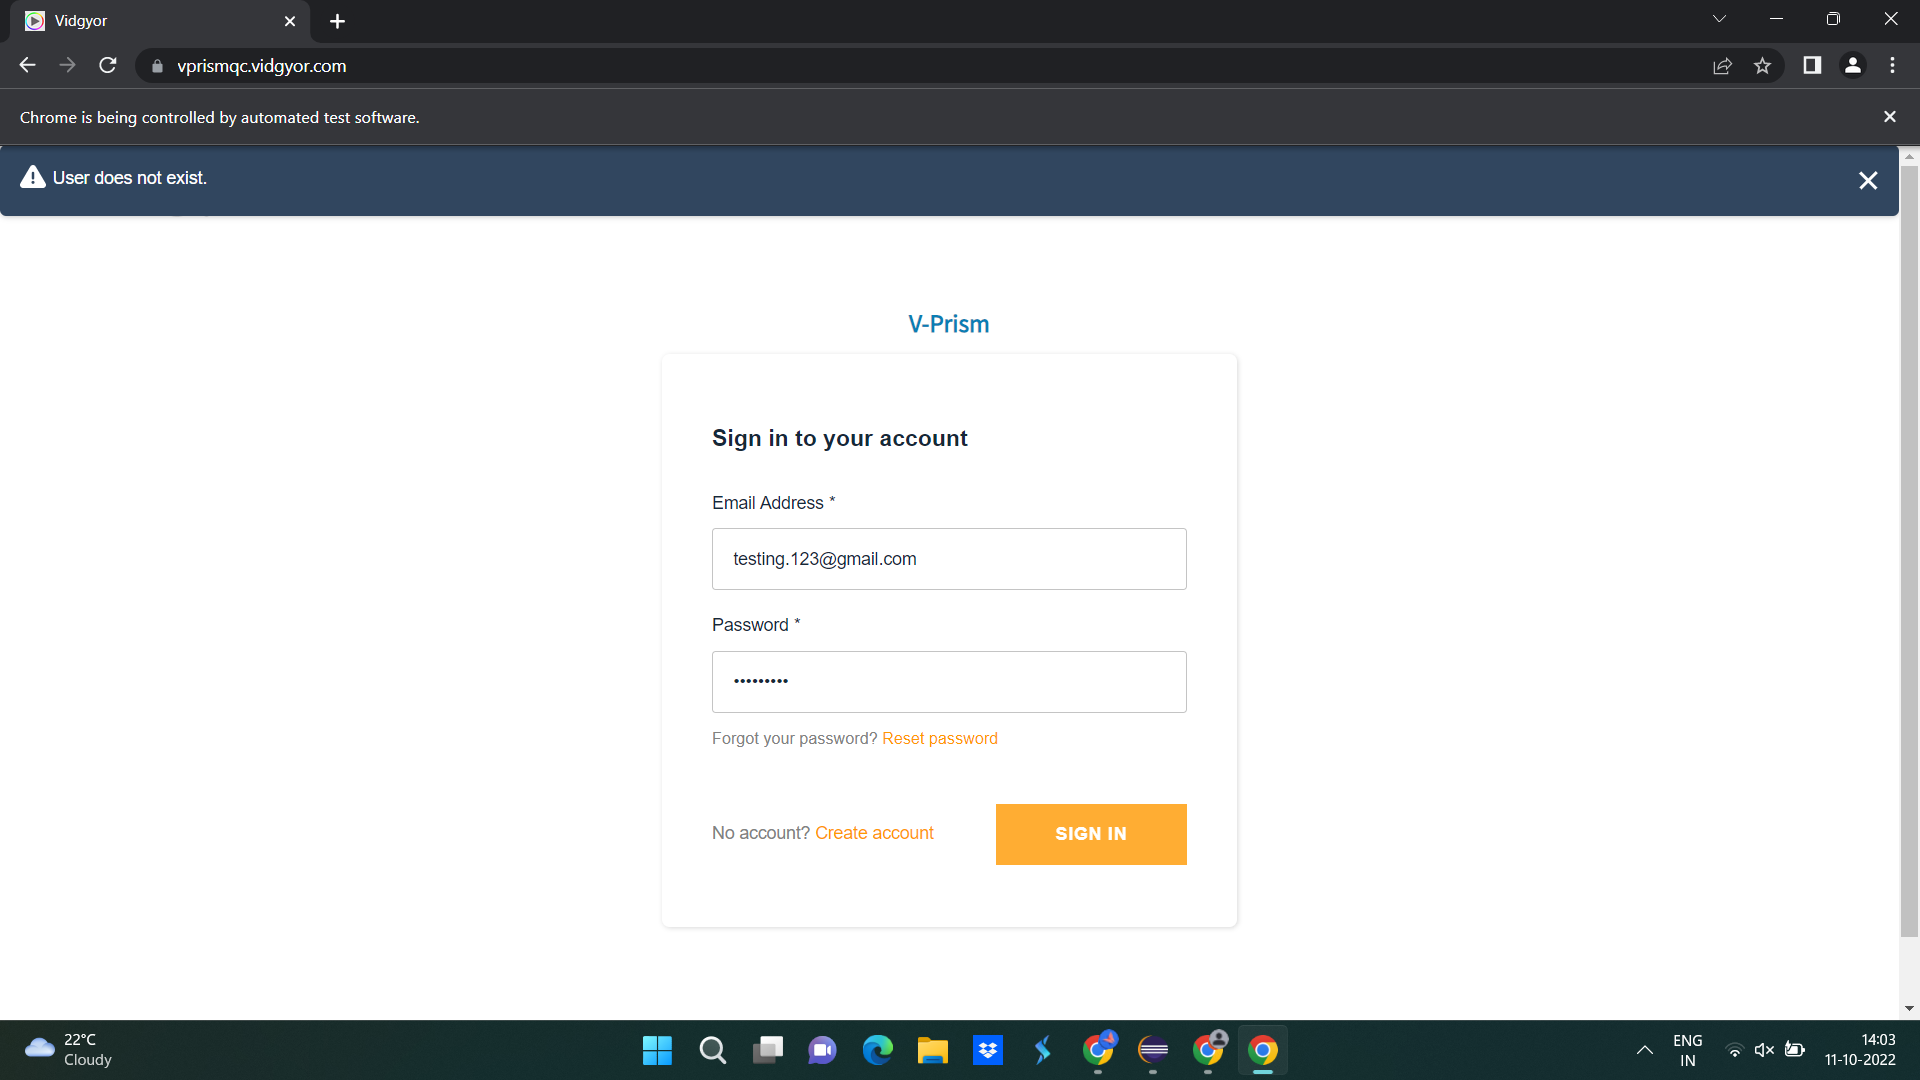 Vidgyor
vprismqc.vidgyor.com
Chrome is being controlled by automated test software.
User does not exist.
V-Prism
Sign in to your account
Email Address *
testing.123@gmail.com
Password *
•••••••••
Forgot your password? Reset password
No account? Create account
SIGN IN
22°C
Cloudy
ENG
IN
14:03
11-10-2022